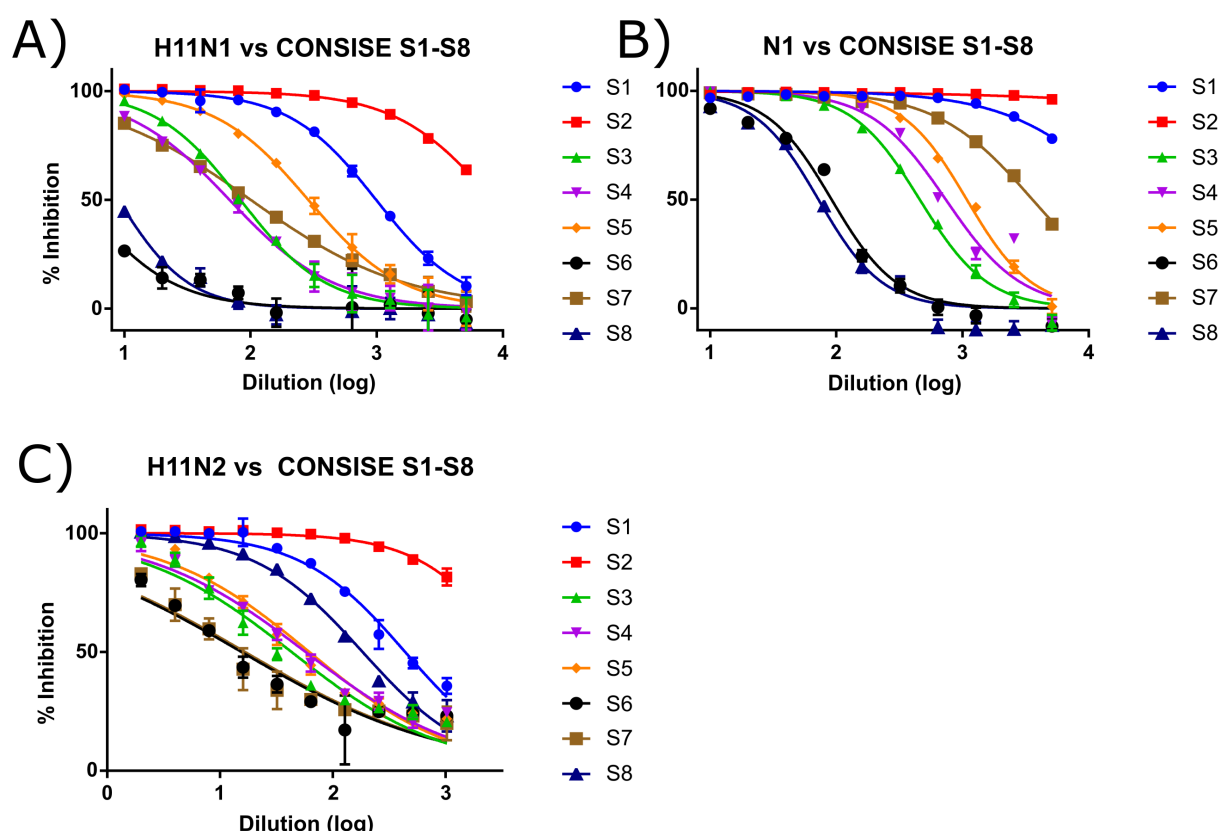 A)
H11N1 vs CONSISE S1-S8
% Inhibition
100
50
0
1
2
3
4
Dilution (log)
S1
S2
S3
S4
S5
S6
S7
S8
B)
N1 vs CONSISE S1-S8
% Inhibition
100
50
0
1
2
3
4
Dilution (log)
S1
S2
S3
S4
S5
S6
S7
S8
C)
H11N2 vs CONSISE S1-S8
% Inhibition
100
50
0
0
1
2
3
Dilution (log)
S1
S2
S3
S4
S5
S6
S7
S8